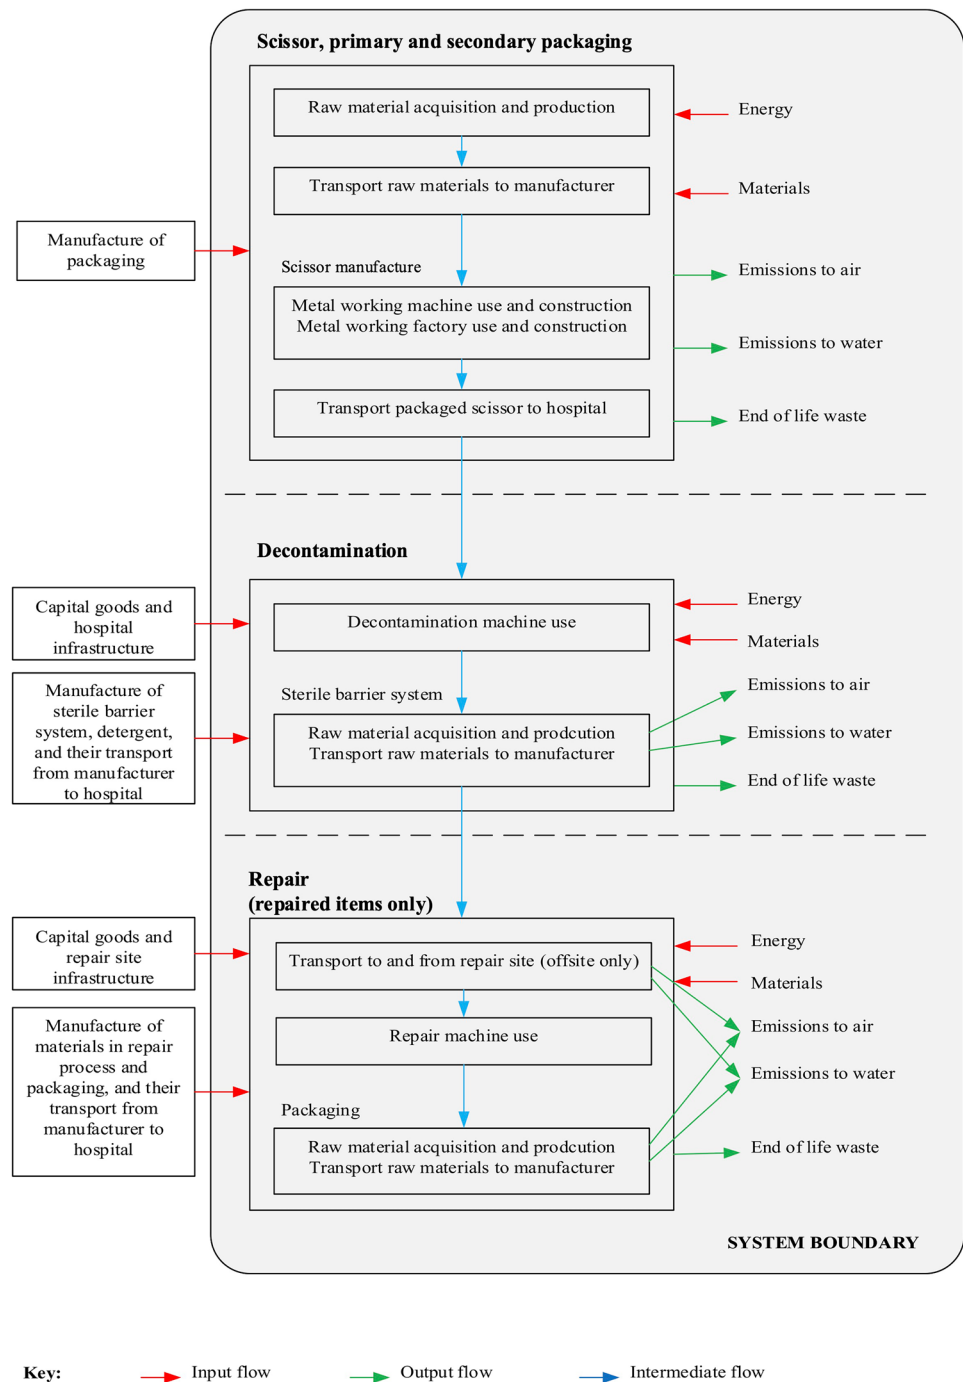 Scissor, primary and secondary packaging
Raw material acquisition and production
Energy
Transport raw materials to manufacturer
Materials
Manufacture of
packaging
Scissor manufacture
Emissions to air
Metal working machine use and construction
Metal working factory use and construction
Emissions to water
Transport packaged scissor to hospital
End of life waste
Decontamination
Capital goods and
hospital
infrastructure
Decontamination machine use
Energy
Materials
Manufacture of
sterile barrier
system, detergent,
and their transport
from manufacturer
to hospital
Sterile barrier system
Raw material acquisition and prodcution
Transport raw materials to manufacturer
Emissions to air
Emissions to water
End of life waste
Repair
(repaired items only)
Capital goods and
repair site
infrastructure
Transport to and from repair site (offsite only)
Energy
Materials
Manufacture of
materials in repair
process and
packaging, and their
transport from
manufacturer to
hospital
Repair machine use
Emissions to air
Emissions to water
Packaging
Raw material acquisition and prodcution
Transport raw materials to manufacturer
End of life waste
SYSTEM BOUNDARY
Key:
Input flow
Output flow
Intermediate flow